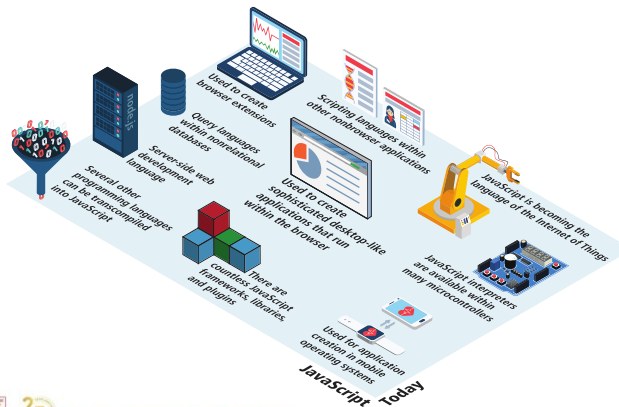 Used to create
browser extensions
Scripting languages within
other nonbrowser applications
node.js
Query languages
within nonrelational
databases
Server-side web
development
language
Several other
programming languages
can be transcompiled
into JavaScript
Used to create
sophisticated desktop-like
applications that run
within the browser
JavaScript is becoming the
language of the Internet of Things
JavaScript interpreters
are available within
many microcontrollers
There are
countless JavaScript
frameworks, libraries,
and plugins
Used for application
creation in mobile
operating systems
JavaScript
Today